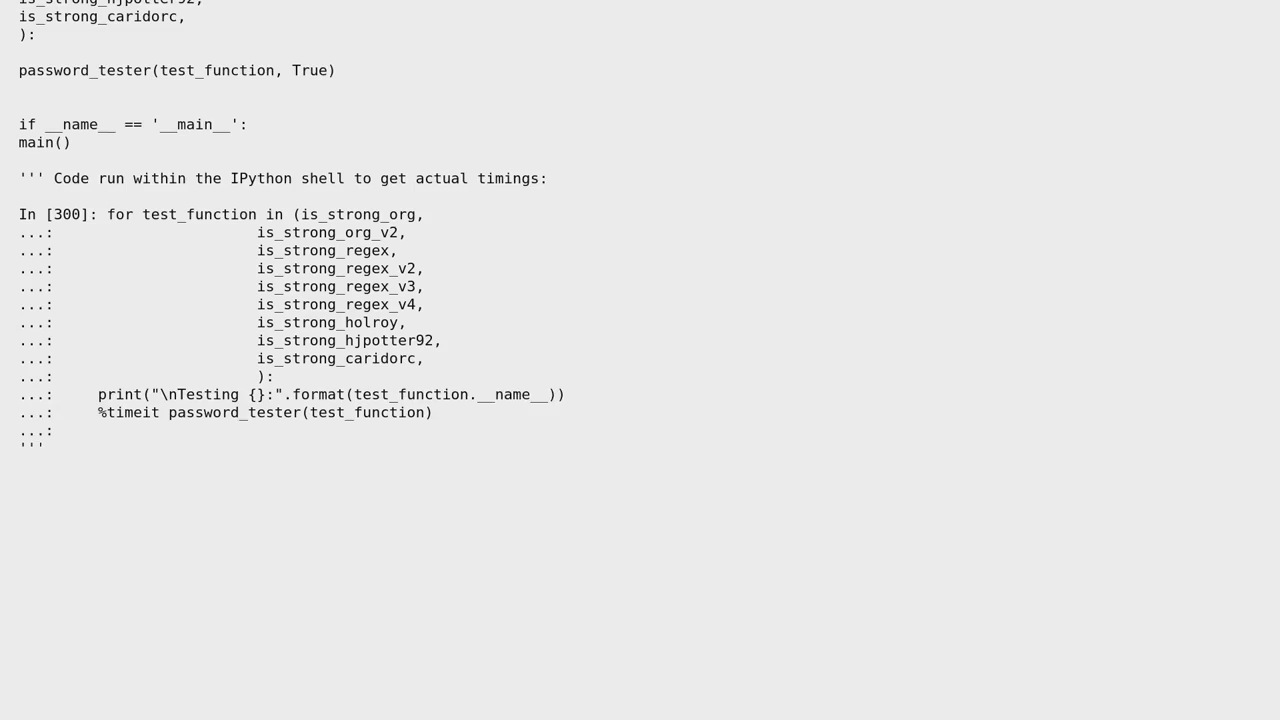 is_strong_hjpotter92,
is_strong_caridorc,
):
password_tester(test_function, True)
if __name__ == '__main__':
main()
''' Code run within the IPython shell to get actual timings:
In [300]: for test_function in (is_strong_org,
...:                       is_strong_org_v2,
...:                       is_strong_regex,
...:                       is_strong_regex_v2,
...:                       is_strong_regex_v3,
...:                       is_strong_regex_v4,
...:                       is_strong_holroy,
...:                       is_strong_hjpotter92,
...:                       is_strong_caridorc,
...:                       ):
...:     print("\nTesting {}:".format(test_function.__name__))
...:     %timeit password_tester(test_function)
...:
'''